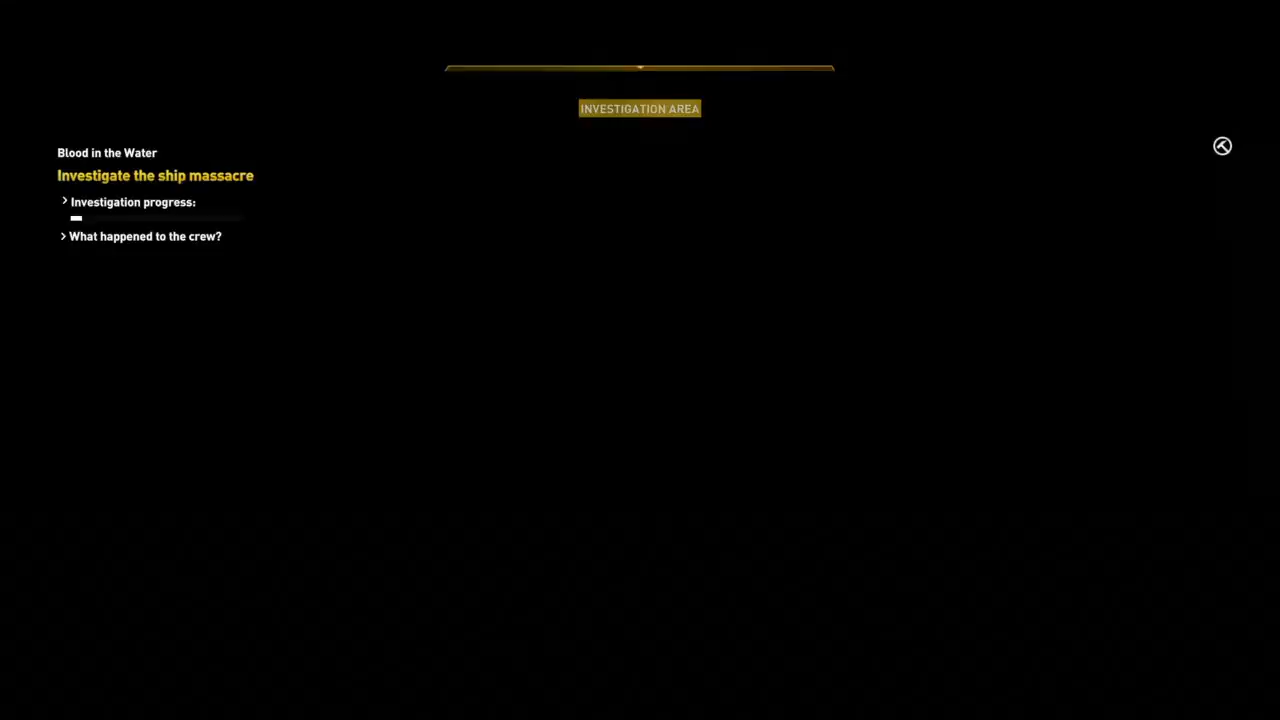 INVESTIGATION AREA
Blood in the Water
Investigate the ship massacre
> Investigation progress:
> What happened to the crew?